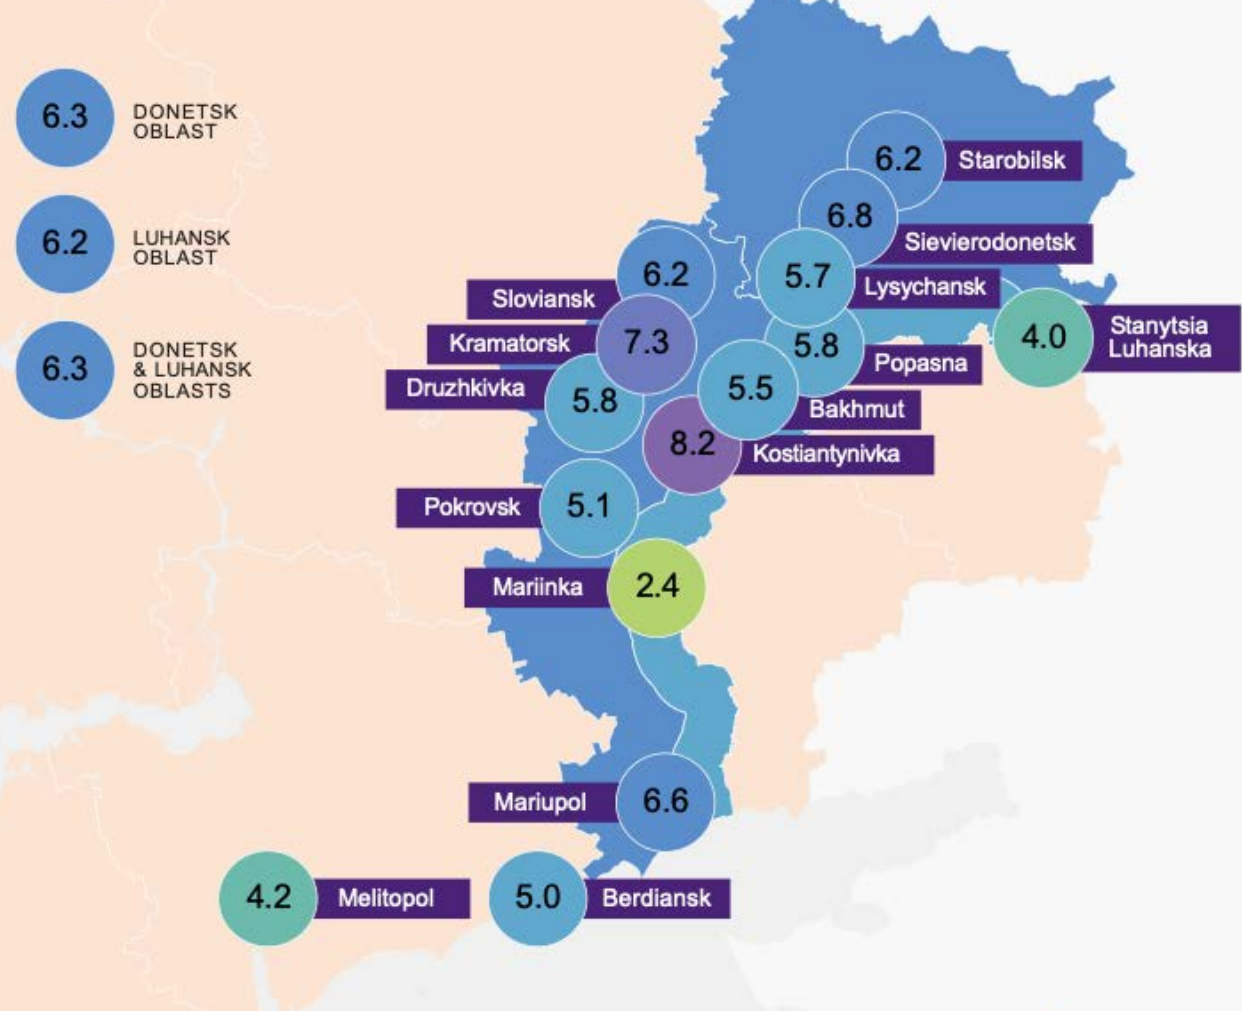 6.3
DONETSK
OBLAST
6.2
LUHANSK
OBLAST
6.3
DONETSK
& LUHANSK
OBLASTS
6.2
Starobilsk
6.8
Sievierodonetsk
6.2
Sloviansk
5.7
Lysychansk
7.3
Kramatorsk
4.0
Stanytsia
Luhanska
5.8
Popasna
5.8
Druzhkivka
5.5
Bakhmut
8.2
Kostiantynivka
Pokrovsk
5.1
Mariinka
2.4
Mariupol
6.6
4.2
Melitopol
5.0
Berdiansk